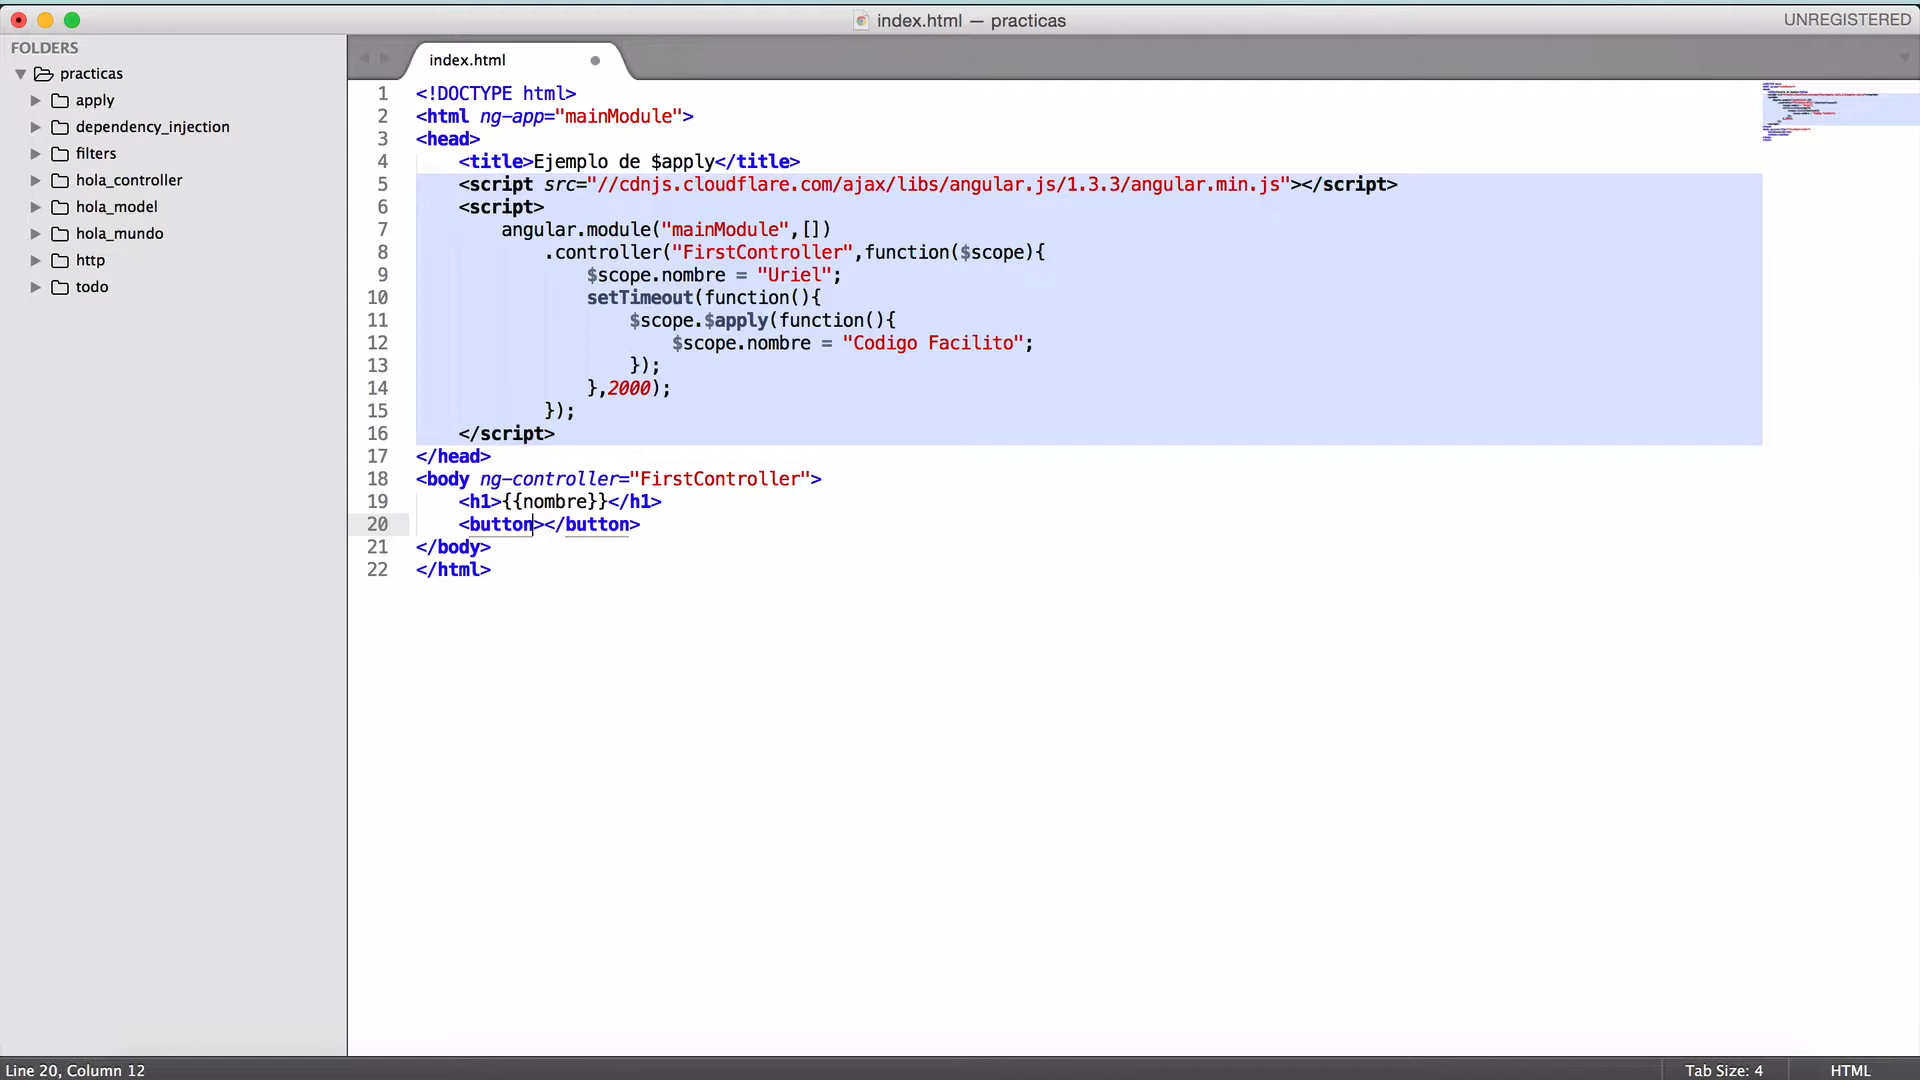 index.html — practicas
UNREGISTERED
FOLDERS
practicas
apply
dependency_injection
filters
hola_controller
hola_model
hola_mundo
http
todo
index.html
1 <!DOCTYPE html>
2 <html ng-app="mainModule">
3 <head>
4 <title>Ejemplo de $apply</title>
5 <script src="//cdnjs.cloudflare.com/ajax/libs/angular.js/1.3.3/angular.min.js"></script>
6 <script>
7 angular.module("mainModule",[])
8 .controller("FirstController",function($scope){
9 $scope.nombre = "Uriel";
10 setTimeout(function(){
11 $scope.$apply(function(){
12 $scope.nombre = "Codigo Facilito";
13 });
14 },2000);
15 });
16 </script>
17 </head>
18 <body ng-controller="FirstController">
19 <h1>{{nombre}}</h1>
20 <button></button>
21 </body>
22 </html>
Line 20, Column 12
Tab Size: 4
HTML